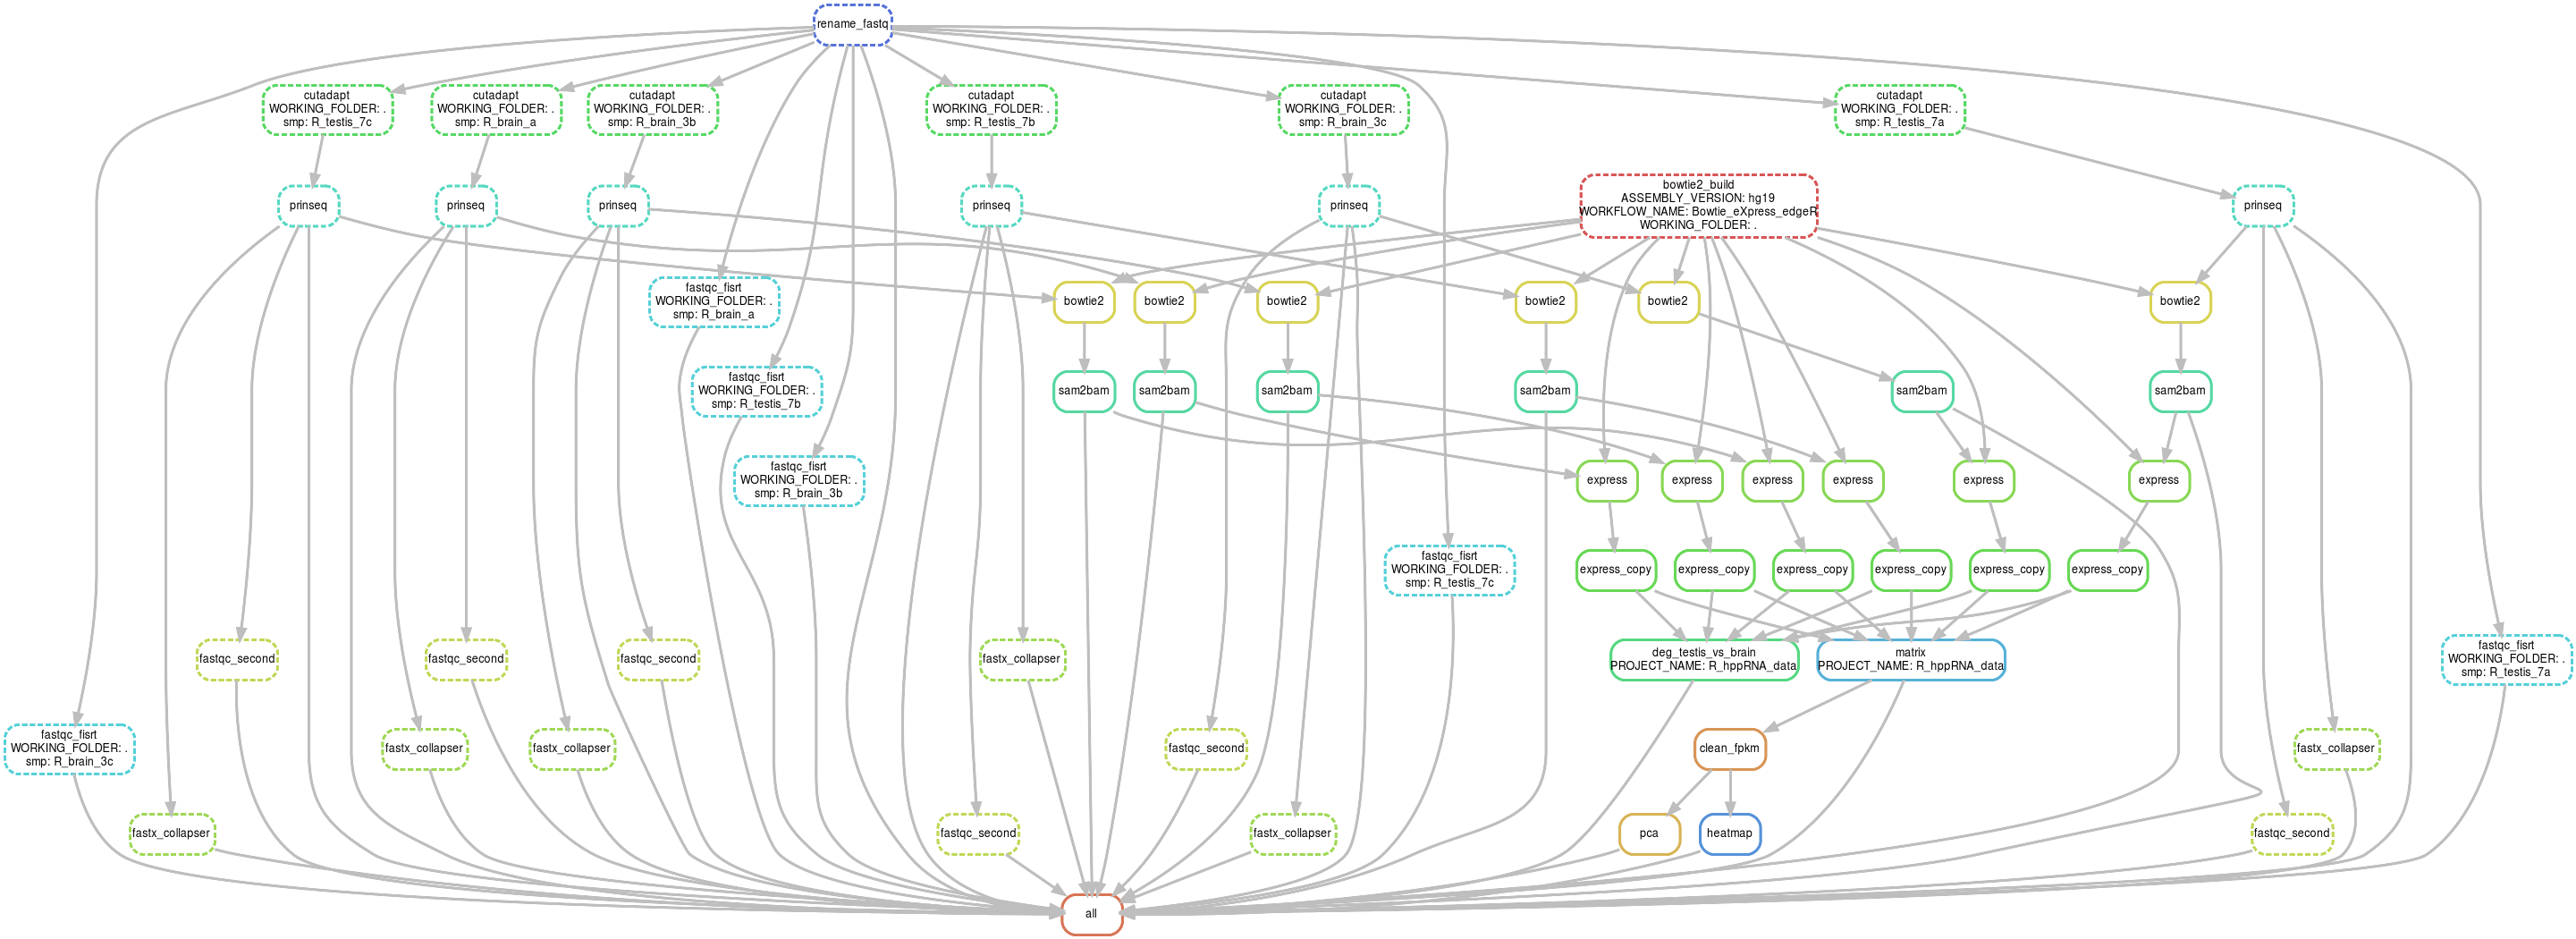 rename_fastq
cutadapt
WORKING_FOLDER: .
smp: R_testis_7c
cutadapt
WORKING_FOLDER: .
smp: R_brain_a
cutadapt
WORKING_FOLDER: .
smp: R_brain_3b
cutadapt
WORKING_FOLDER: .
smp: R_testis_7b
cutadapt
WORKING_FOLDER: .
smp: R_brain_3c
cutadapt
WORKING_FOLDER: .
smp: R_testis_7a
prinseq
prinseq
prinseq
prinseq
prinseq
bowtie2_build
ASSEMBLY_VERSION: hg19
WORKFLOW_NAME: Bowtie_eXpress_edgeR
WORKING_FOLDER: .
prinseq
fastqc_fisrt
WORKING_FOLDER: .
smp: R_brain_a
bowtie2
bowtie2
bowtie2
bowtie2
bowtie2
bowtie2
fastqc_fisrt
WORKING_FOLDER: .
smp: R_testis_7b
sam2bam
sam2bam
sam2bam
sam2bam
sam2bam
sam2bam
fastqc_fisrt
WORKING_FOLDER: .
smp: R_brain_3b
express
express
express
express
express
express
fastqc_fisrt
WORKING_FOLDER: .
smp: R_testis_7c
express_copy
express_copy
express_copy
express_copy
express_copy
express_copy
fastqc_second
fastqc_second
fastqc_second
fastx_collapser
deg_testis_vs_brain
PROJECT_NAME: R_hppRNA_data
matrix
PROJECT_NAME: R_hppRNA_data
fastqc_fisrt
WORKING_FOLDER: .
smp: R_testis_7a
fastqc_fisrt
WORKING_FOLDER: .
smp: R_brain_3c
fastx_collapser
fastx_collapser
fastqc_second
clean_fpkm
fastx_collapser
fastx_collapser
fastqc_second
fastx_collapser
pca
heatmap
fastqc_second
all